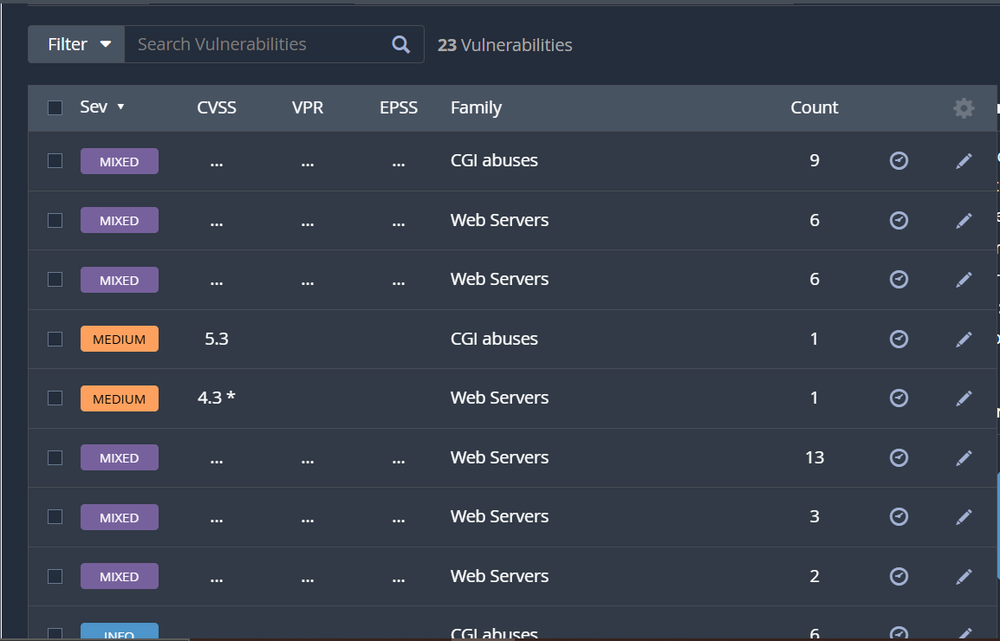 Filter Search Vulnerabilities 23 Vulnerabilities
Sev CVSS VPR EPSS Family Count
MIXED ... ... ... CGI abuses 9
MIXED ... ... ... Web Servers 6
MIXED ... ... ... Web Servers 6
MEDIUM 5.3 CGI abuses 1
MEDIUM 4.3 * Web Servers 1
MIXED ... ... ... Web Servers 13
MIXED ... ... ... Web Servers 3
MIXED ... ... ... Web Servers 2
INFO CGI abuses 6